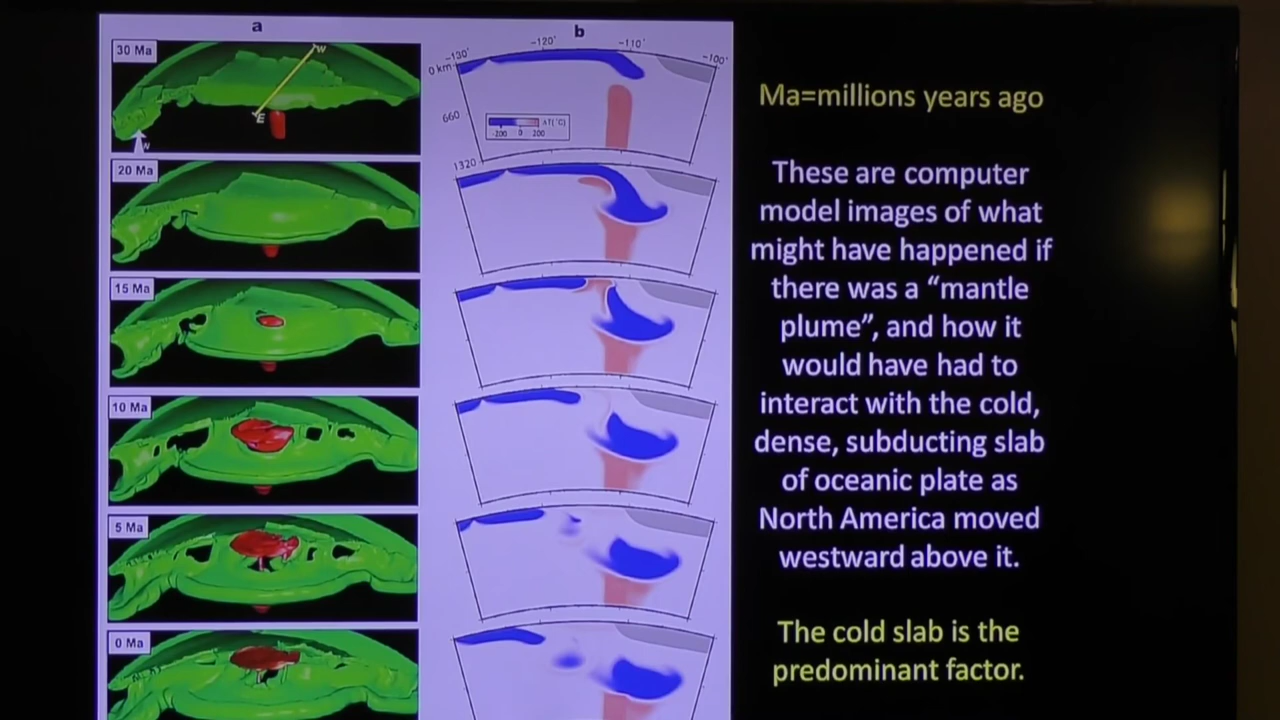 a
b
30 Ma
W
E
N
-130°
-120°
-110°
-100°
0 km
660
1320
ΔT(°C)
-200 0 200
20 Ma
15 Ma
10 Ma
5 Ma
0 Ma
Ma=millions years ago
These are computer
model images of what
might have happened if
there was a “mantle
plume”, and how it
would have had to
interact with the cold,
dense, subducting slab
of oceanic plate as
North America moved
westward above it.
The cold slab is the
predominant factor.